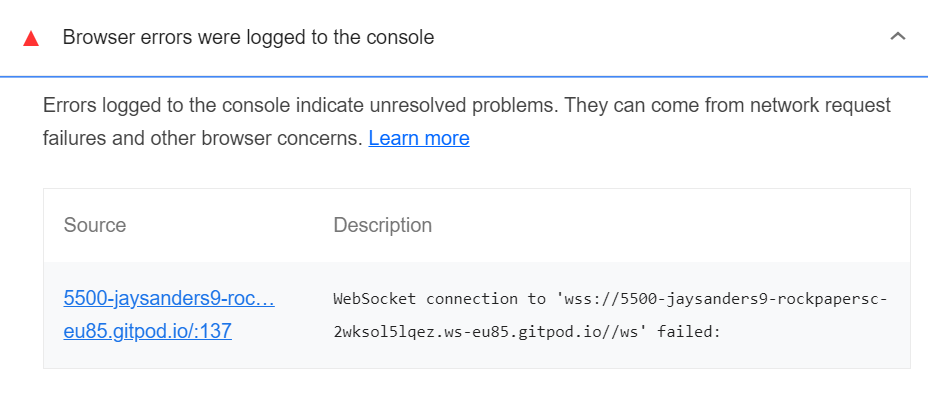 Browser errors were logged to the console
Errors logged to the console indicate unresolved problems. They can come from network request
failures and other browser concerns. Learn more
Source Description
5500-jaysanders9-roc… WebSocket connection to 'wss://5500-jaysanders9-rockpapersc-
eu85.gitpod.io/:137 2wksol5lqez.ws-eu85.gitpod.io//ws' failed: